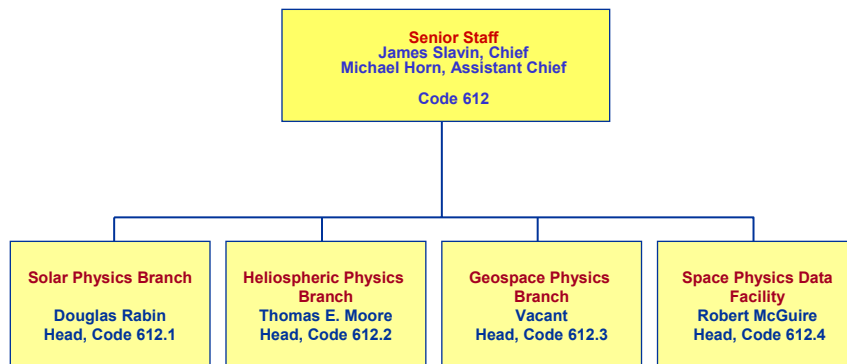 Senior Staff
James Slavin, Chief
Michael Horn, Assistant Chief
Code 612
Solar Physics Branch
Douglas Rabin
Head, Code 612.1
Heliospheric Physics
Branch
Thomas E. Moore
Head, Code 612.2
Geospace Physics
Branch
Vacant
Head, Code 612.3
Space Physics Data
Facility
Robert McGuire
Head, Code 612.4